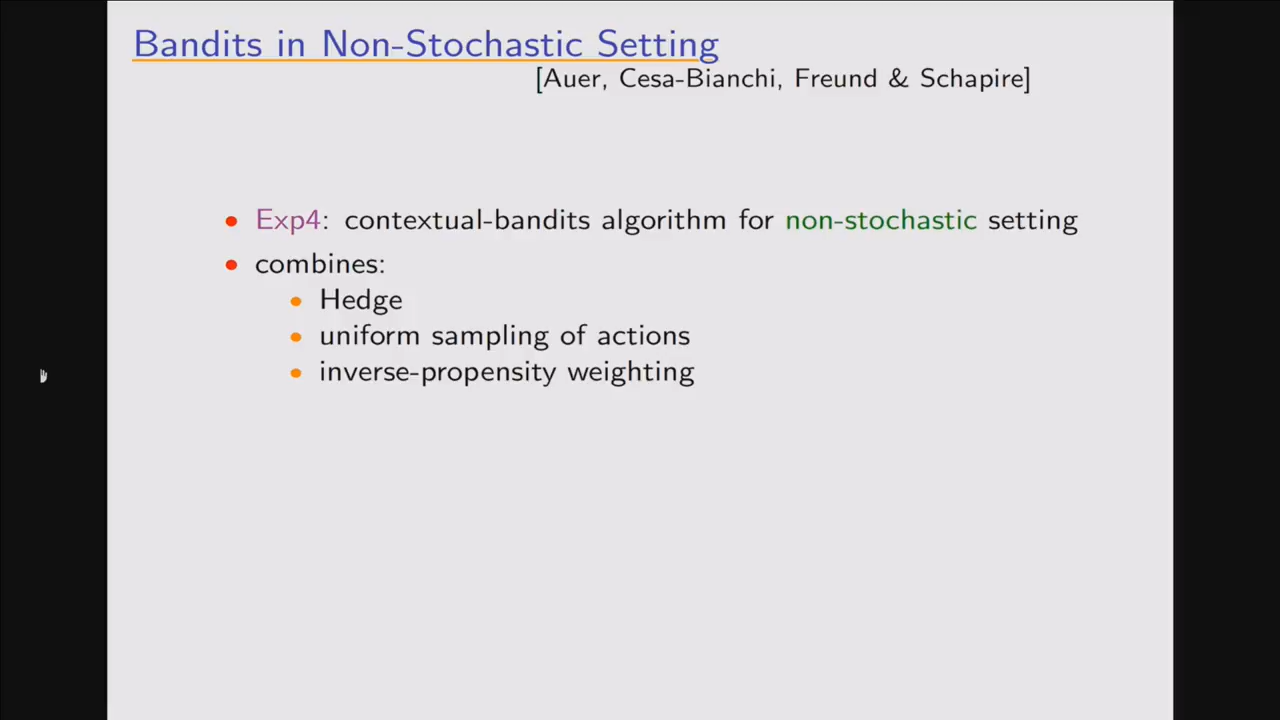 Bandits in Non-Stochastic Setting
[Auer, Cesa-Bianchi, Freund & Schapire]
• Exp4: contextual-bandits algorithm for non-stochastic setting
• combines:
• Hedge
• uniform sampling of actions
• inverse-propensity weighting